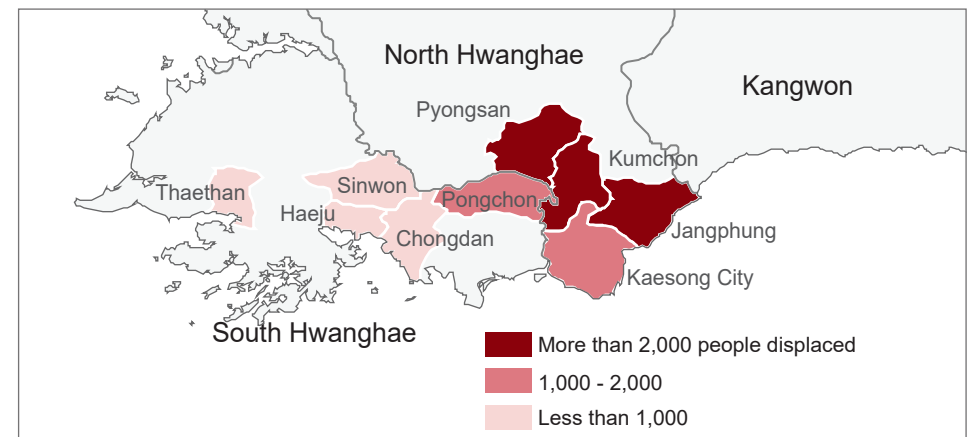 North Hwanghae
Kangwon
Pyongsan
Kumchon
Thaethan
Sinwon
Pongchon
Haeju
Chongdan
Jangphung
Kaesong City
South Hwanghae
More than 2,000 people displaced
1,000 - 2,000
Less than 1,000